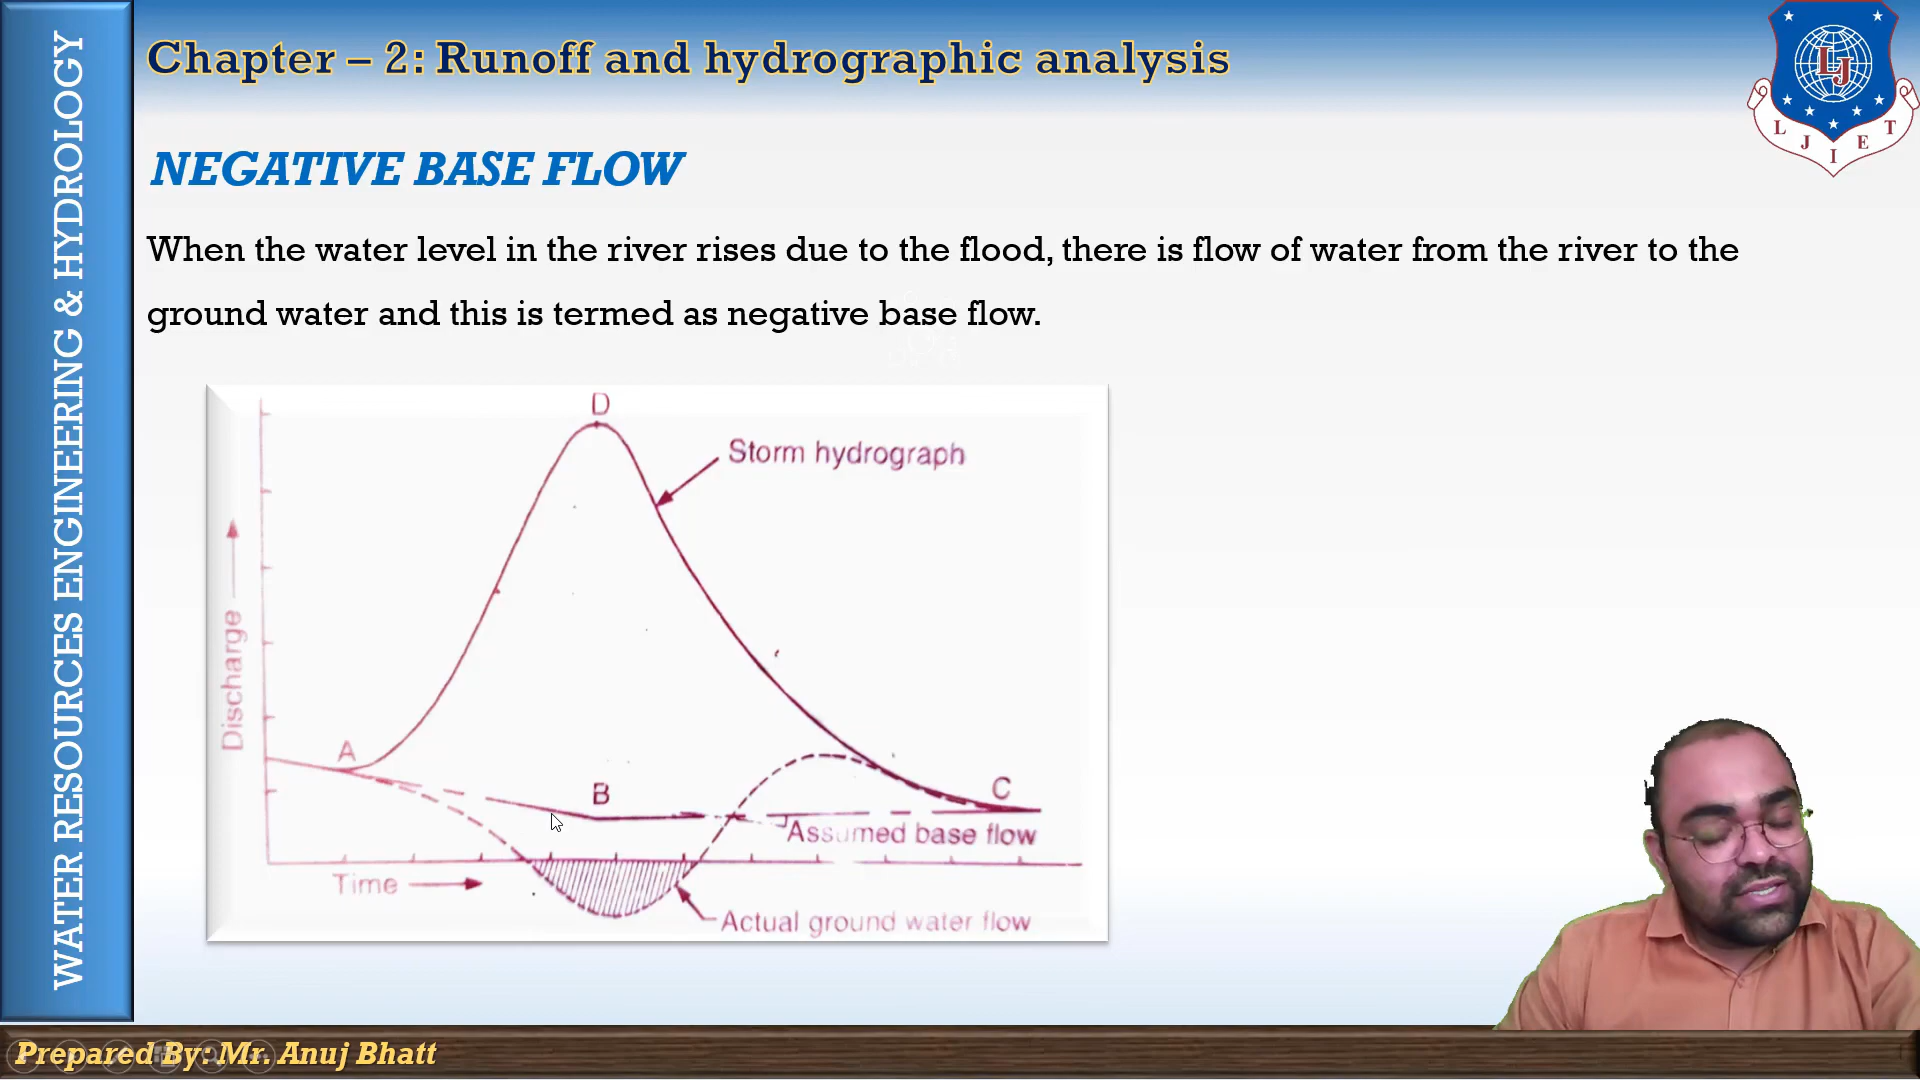 WATER RESOURCES ENGINEERING & HYDROLOGY
Chapter – 2: Runoff and hydrographic analysis
LJ
L J I E T
NEGATIVE BASE FLOW
When the water level in the river rises due to the flood, there is flow of water from the river to the
ground water and this is termed as negative base flow.
D
Storm hydrograph
Discharge
A
B
C
Assumed base flow
Time
Actual ground water flow
Prepared By: Mr. Anuj Bhatt